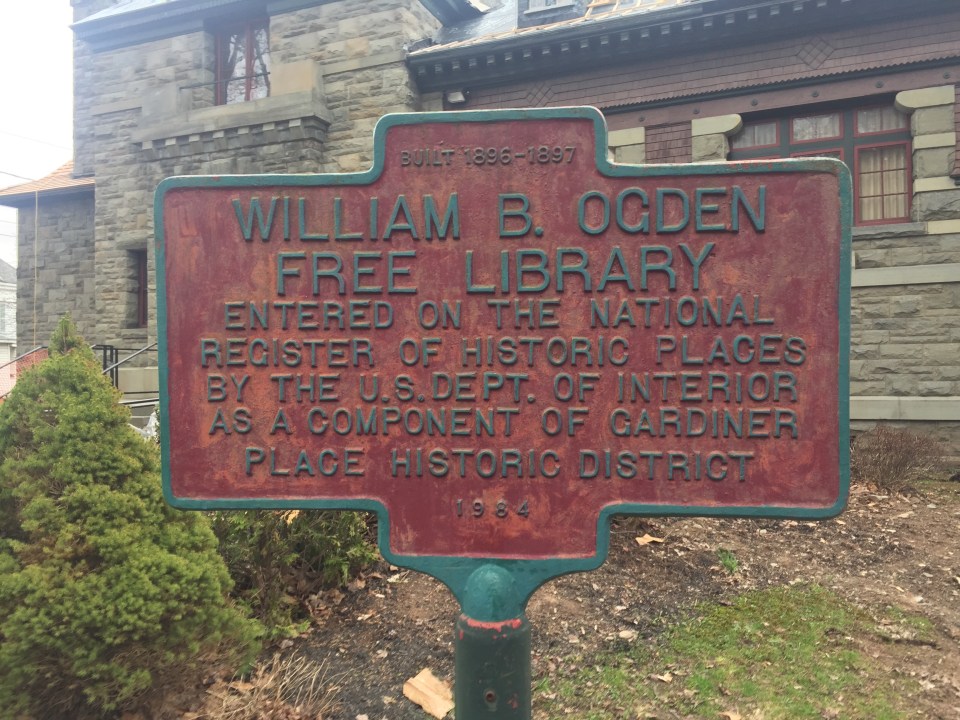 BUILT 1896-1897
WILLIAM B. OGDEN
FREE LIBRARY
ENTERED ON THE NATIONAL
REGISTER OF HISTORIC PLACES
BY THE U.S.DEPT. OF INTERIOR
AS A COMPONENT OF GARDINER
PLACE HISTORIC DISTRICT
1984